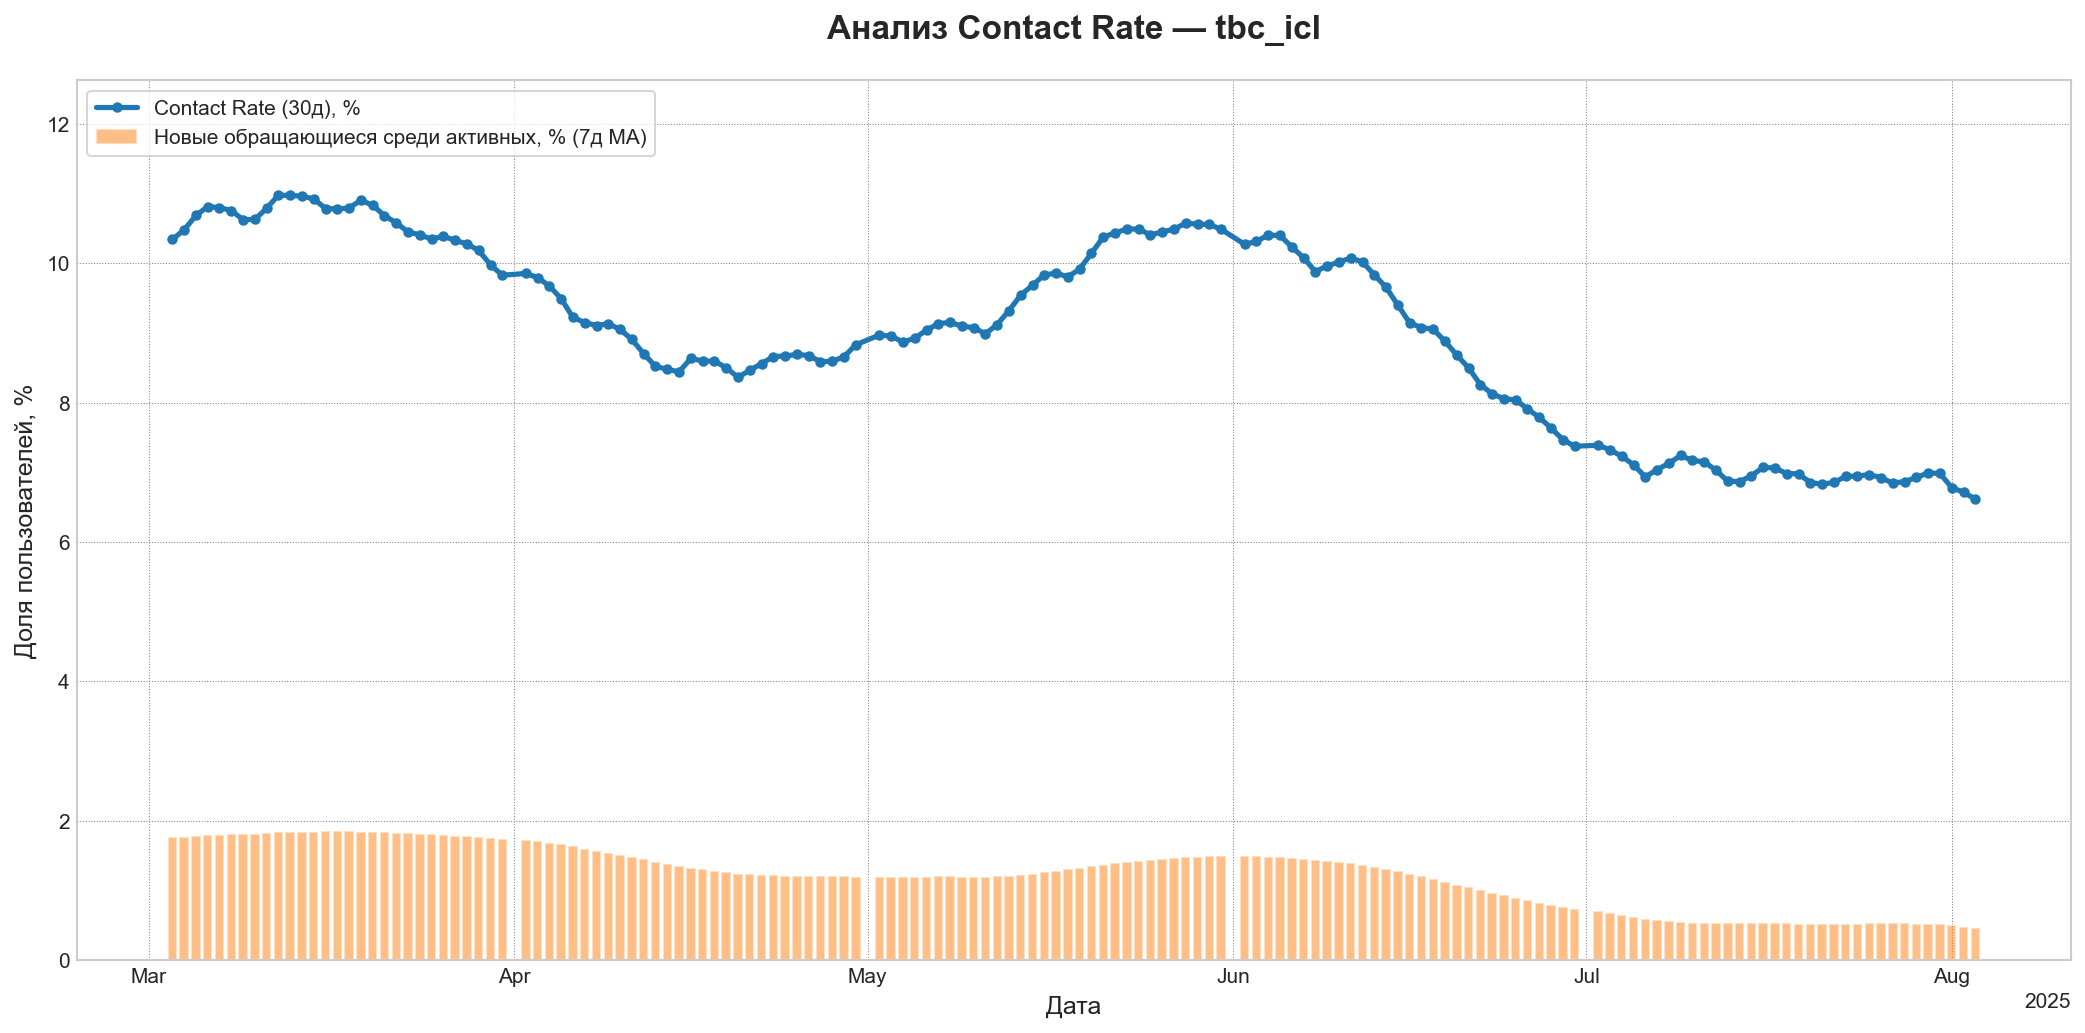 Анализ Contact Rate — tbc_icl
Contact Rate (30д), %
Новые обращающиеся среди активных, % (7д МА)
Доля пользователей, %
12
10
8
6
4
2
0
Mar
Apr
May
Jun
Jul
Aug
2025
Дата